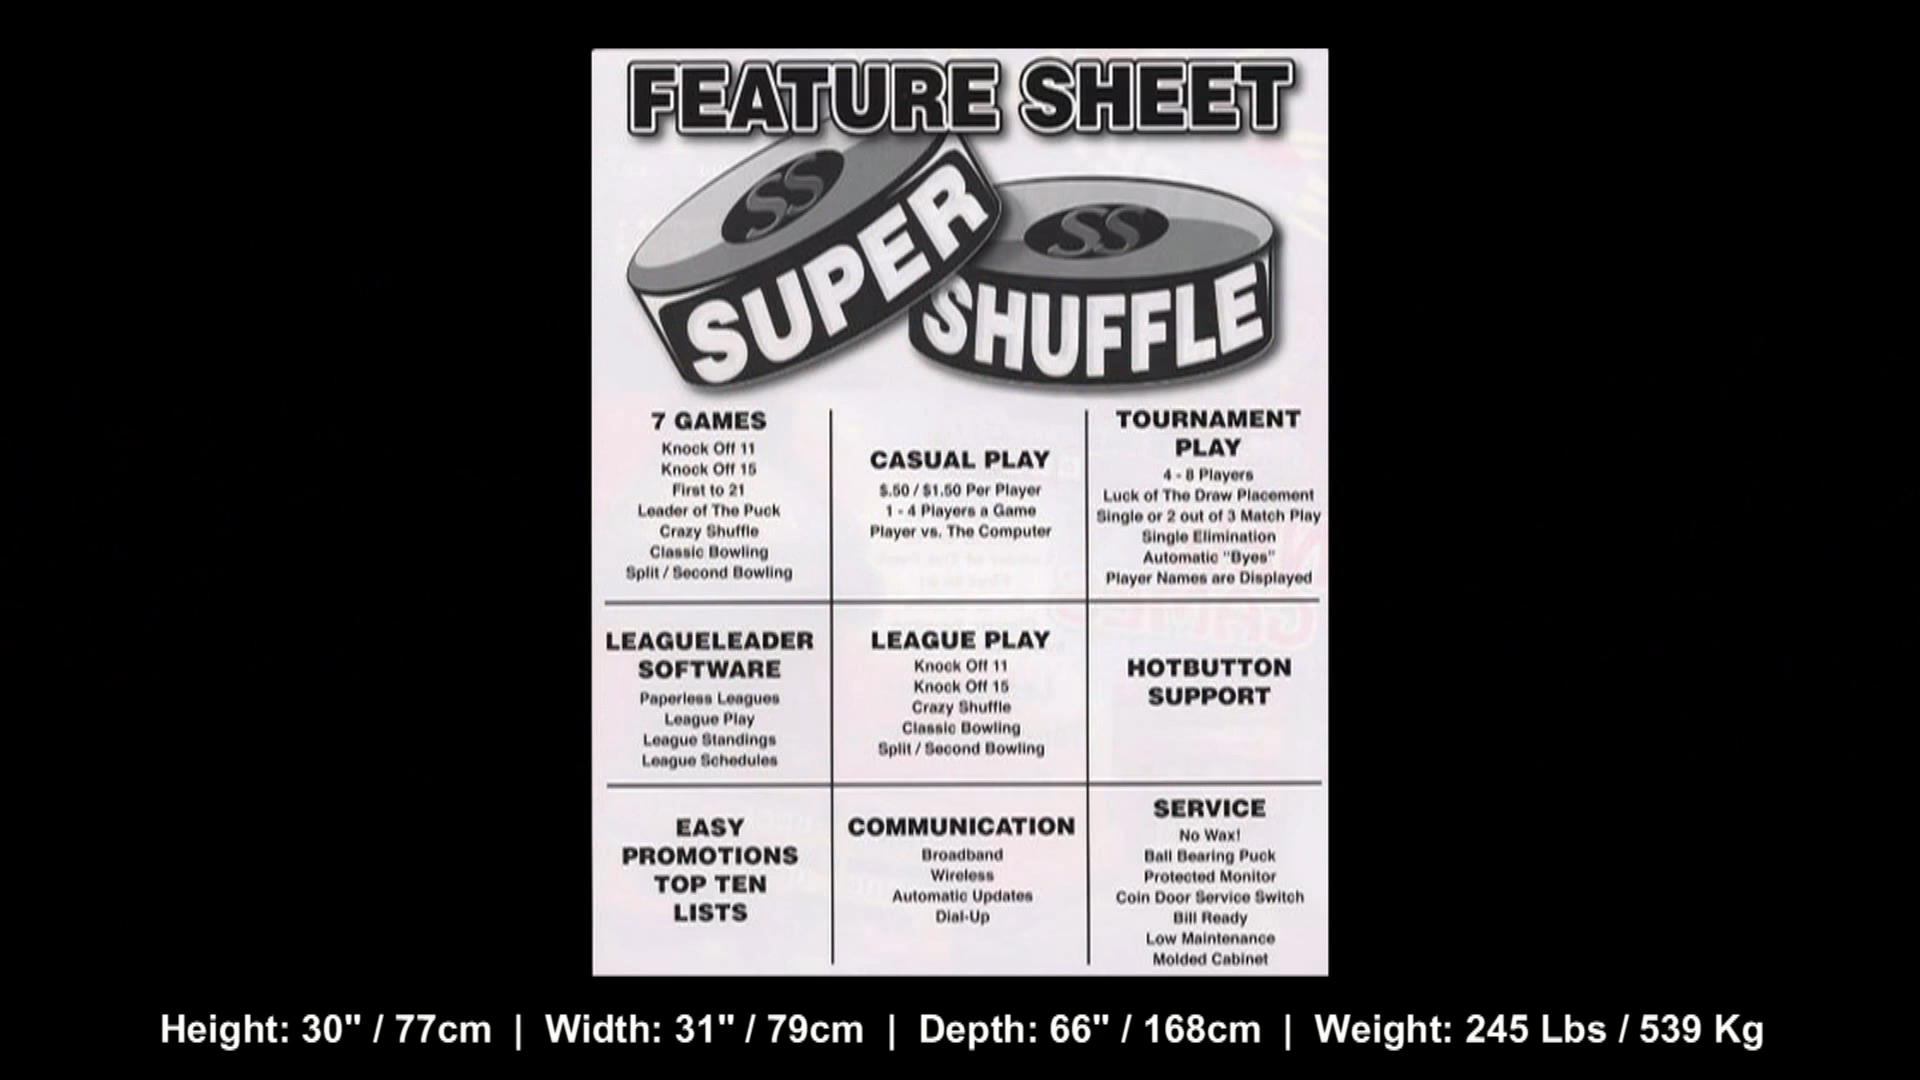 FEATURE SHEET
SS
SUPER
SS
SHUFFLE
7 GAMES
Knock Off 11
Knock Off 15
First to 21
Leader of The Puck
Crazy Shuffle
Classic Bowling
Split / Second Bowling
CASUAL PLAY
$.50 / $1.50 Per Player
1 - 4 Players a Game
Player vs. The Computer
TOURNAMENT
PLAY
4 - 8 Players
Luck of The Draw Placement
Single or 2 out of 3 Match Play
Single Elimination
Automatic "Byes"
Player Names are Displayed
LEAGUELEADER
SOFTWARE
Paperless Leagues
League Play
League Standings
League Schedules
LEAGUE PLAY
Knock Off 11
Knock Off 15
Crazy Shuffle
Classic Bowling
Split / Second Bowling
HOTBUTTON
SUPPORT
EASY
PROMOTIONS
TOP TEN
LISTS
COMMUNICATION
Broadband
Wireless
Automatic Updates
Dial-Up
SERVICE
No Wax!
Ball Bearing Puck
Protected Monitor
Coin Door Service Switch
Bill Ready
Low Maintenance
Molded Cabinet
Height: 30" / 77cm | Width: 31" / 79cm | Depth: 66" / 168cm | Weight: 245 Lbs / 539 Kg